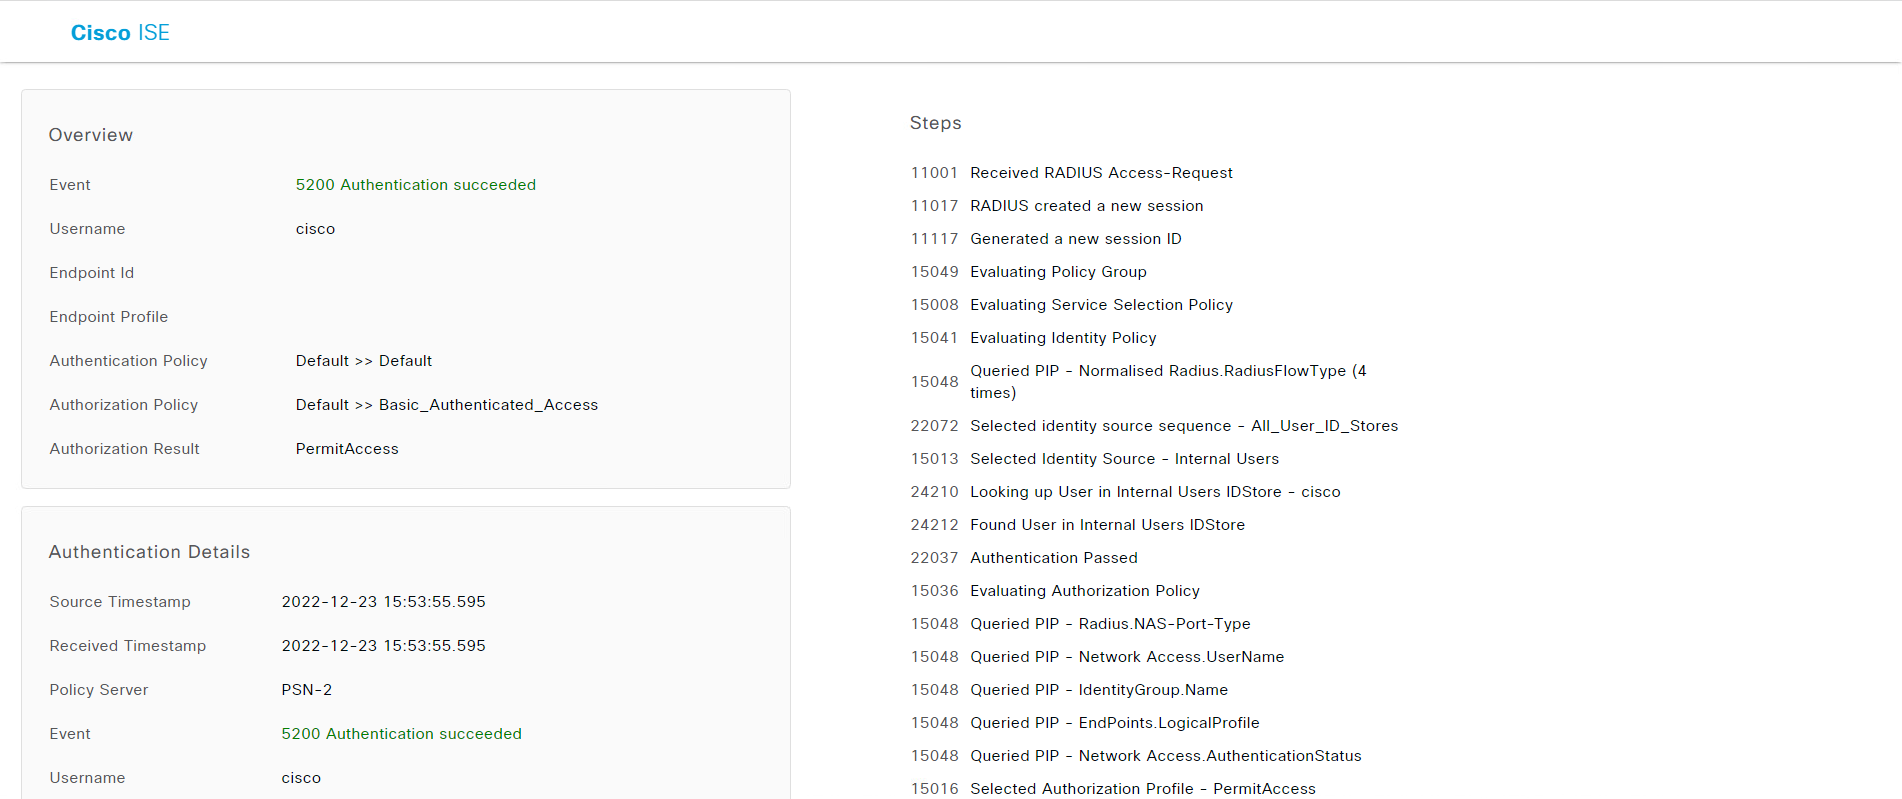 Cisco ISE
Overview
Event 5200 Authentication succeeded
Username cisco
Endpoint Id
Endpoint Profile
Authentication Policy Default >> Default
Authorization Policy Default >> Basic_Authenticated_Access
Authorization Result PermitAccess
Authentication Details
Source Timestamp 2022-12-23 15:53:55.595
Received Timestamp 2022-12-23 15:53:55.595
Policy Server PSN-2
Event 5200 Authentication succeeded
Username cisco
Steps
11001 Received RADIUS Access-Request
11017 RADIUS created a new session
11117 Generated a new session ID
15049 Evaluating Policy Group
15008 Evaluating Service Selection Policy
15041 Evaluating Identity Policy
15048 Queried PIP - Normalised Radius.RadiusFlowType (4
times)
22072 Selected identity source sequence - All_User_ID_Stores
15013 Selected Identity Source - Internal Users
24210 Looking up User in Internal Users IDStore - cisco
24212 Found User in Internal Users IDStore
22037 Authentication Passed
15036 Evaluating Authorization Policy
15048 Queried PIP - Radius.NAS-Port-Type
15048 Queried PIP - Network Access.UserName
15048 Queried PIP - IdentityGroup.Name
15048 Queried PIP - EndPoints.LogicalProfile
15048 Queried PIP - Network Access.AuthenticationStatus
15016 Selected Authorization Profile - PermitAccess